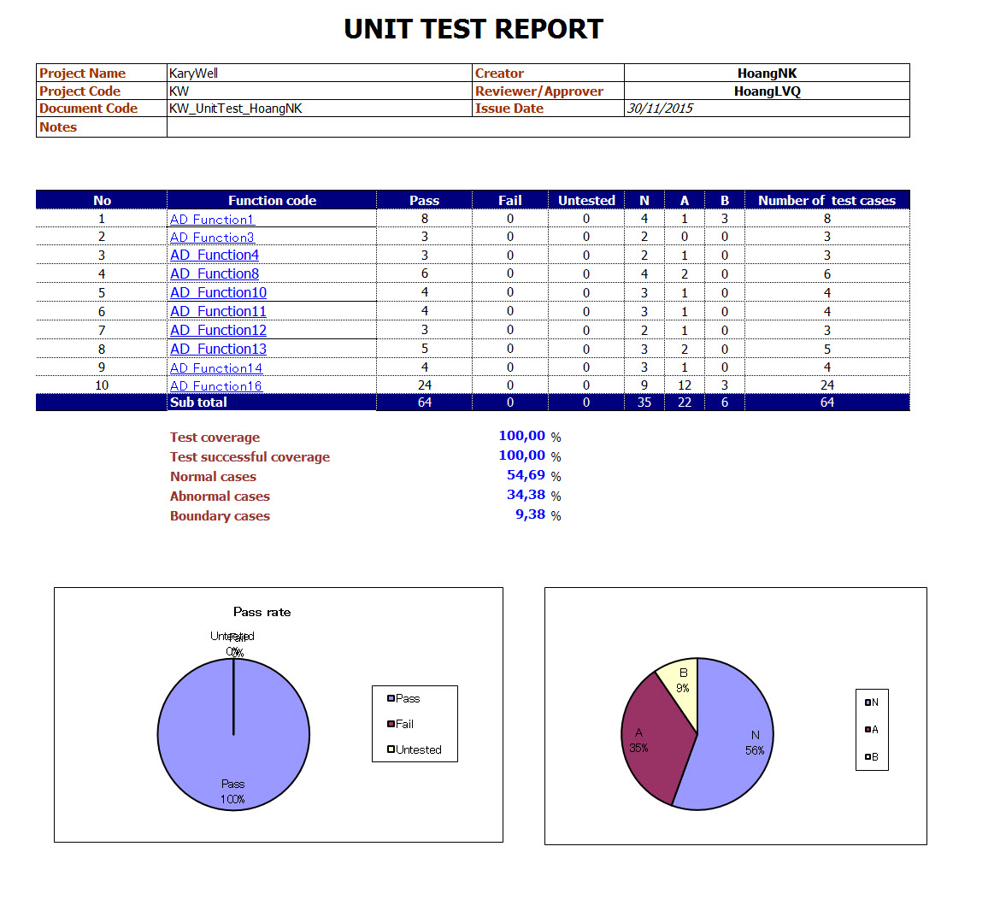 UNIT TEST REPORT
Project Name KaryWell Creator HoangNK
Project Code KW Reviewer/Approver HoangLVQ
Document Code KW_UnitTest_HoangNK Issue Date 30/11/2015
Notes
No Function code Pass Fail Untested N A B Number of test cases
1 AD_Function1 8 0 0 4 1 3 8
2 AD_Function3 3 0 0 2 0 0 3
3 AD_Function4 3 0 0 2 1 0 3
4 AD_Function8 6 0 0 4 2 0 6
5 AD_Function10 4 0 0 3 1 0 4
6 AD_Function11 4 0 0 3 1 0 4
7 AD_Function12 3 0 0 2 1 0 3
8 AD_Function13 5 0 0 3 2 0 5
9 AD_Function14 4 0 0 3 1 0 4
10 AD_Function16 24 0 0 9 12 3 24
Sub total 64 0 0 35 22 6 64
Test coverage 100,00 %
Test successful coverage 100,00 %
Normal cases 54,69 %
Abnormal cases 34,38 %
Boundary cases 9,38 %
Pass rate
Untested
0%
Fail
0%
Pass
100%
Pass
Fail
Untested
B
9%
A
35%
N
56%
N
A
B